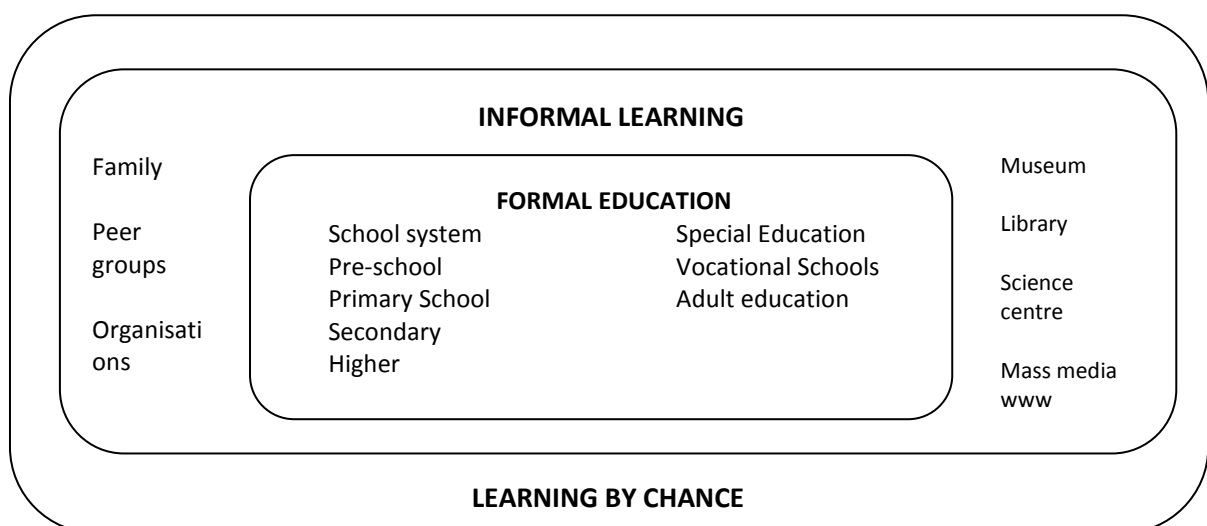 INFORMAL LEARNING
Family
Peer
groups
Organisati
ons
FORMAL EDUCATION
School system
Pre-school
Primary School
Secondary
Higher
Special Education
Vocational Schools
Adult education
Museum
Library
Science
centre
Mass media
www
LEARNING BY CHANCE